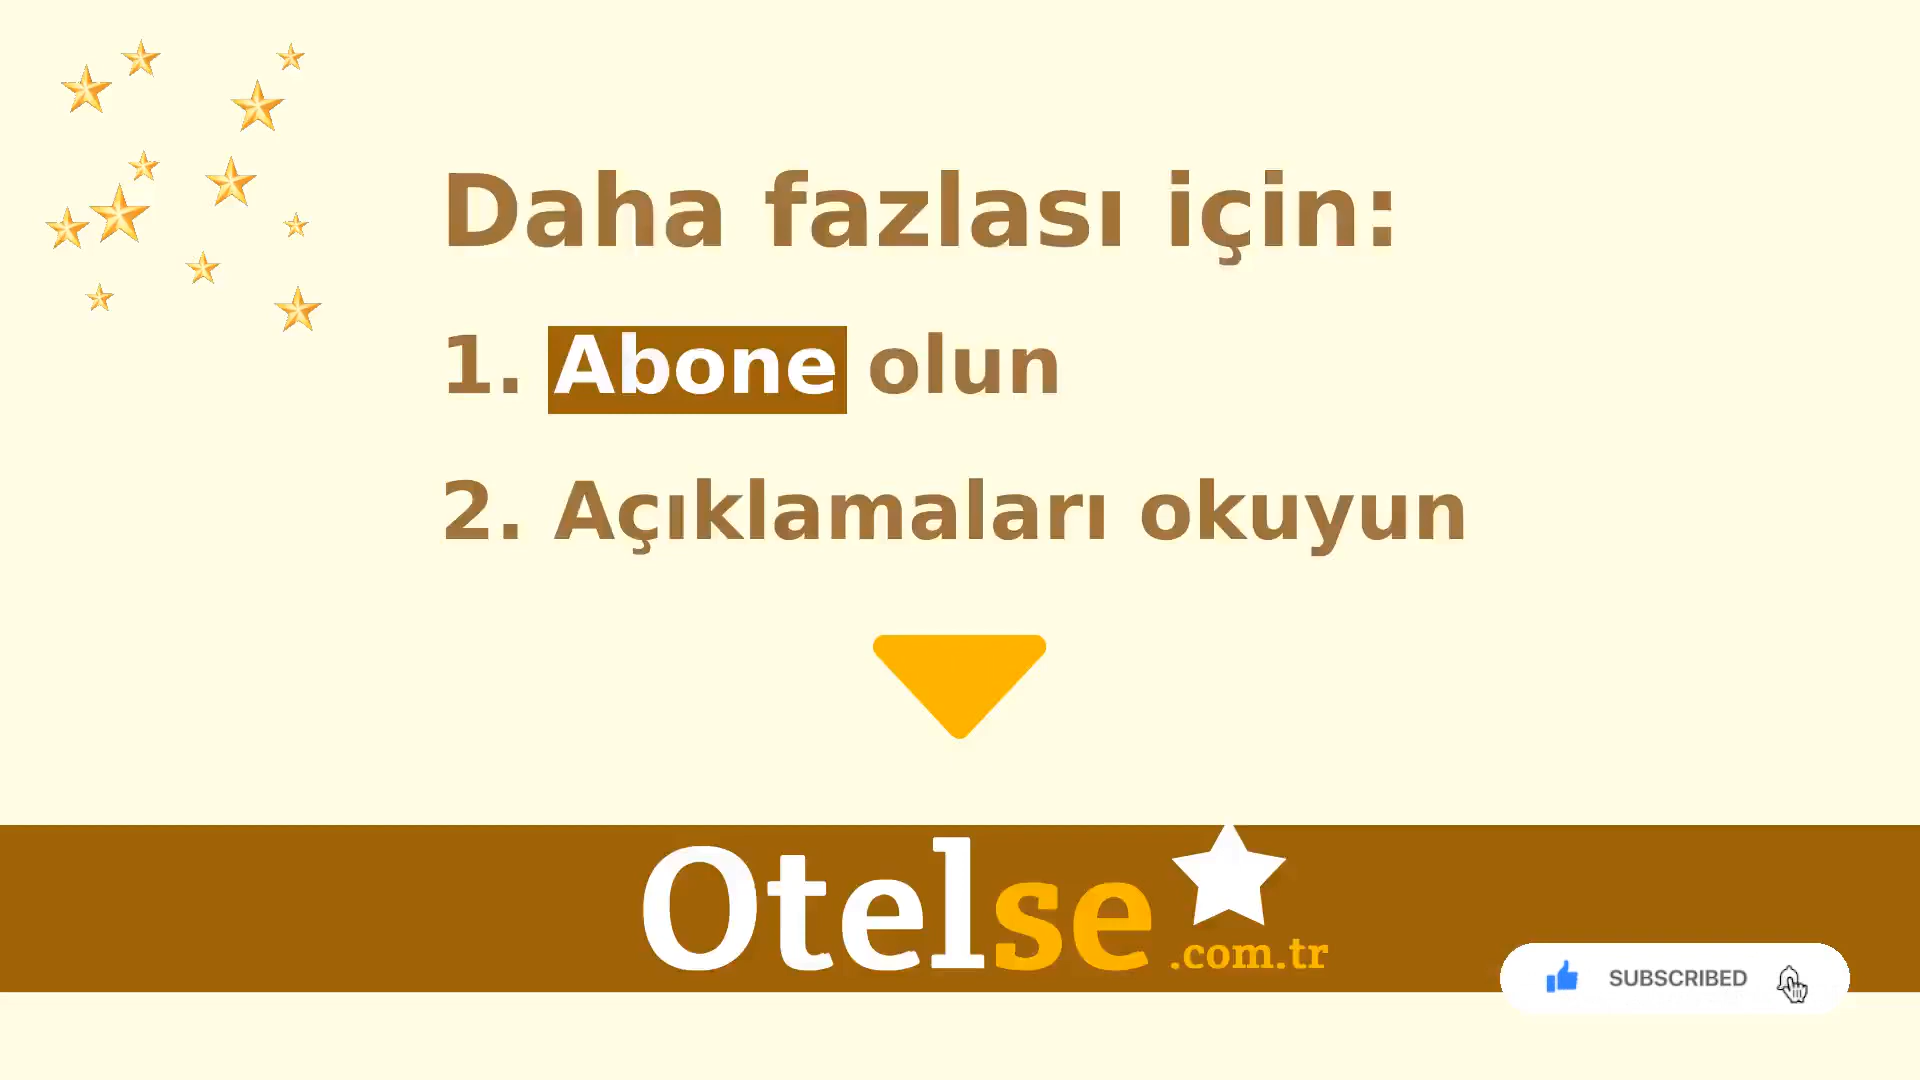 Daha fazlası için:
1. Abone olun
2. Açıklamaları okuyun
Otelse.com.tr
SUBSCRIBED